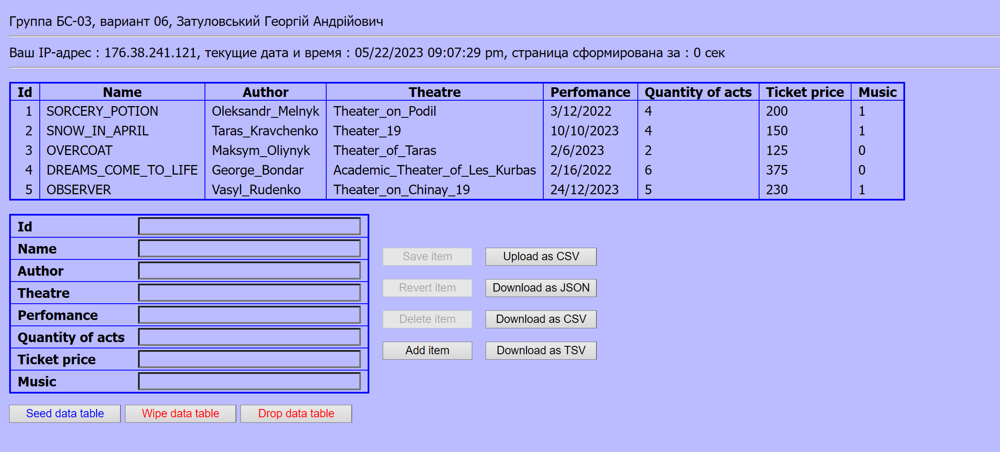 Группа БС-03, вариант 06, Затуловський Георгій Андрійович
Ваш IP-адрес : 176.38.241.121, текущие дата и время : 05/22/2023 09:07:29 pm, страница сформирована за : 0 сек
Id Name Author Theatre Perfomance Quantity of acts Ticket price Music
1 SORCERY_POTION Oleksandr_Melnyk Theater_on_Podil 3/12/2022 4 200 1
2 SNOW_IN_APRIL Taras_Kravchenko Theater_19 10/10/2023 4 150 1
3 OVERCOAT Maksym_Oliynyk Theater_of_Taras 2/6/2023 2 125 0
4 DREAMS_COME_TO_LIFE George_Bondar Academic_Theater_of_Les_Kurbas 2/16/2022 6 375 0
5 OBSERVER Vasyl_Rudenko Theater_on_Chinay_19 24/12/2023 5 230 1
Id
Name
Author
Theatre
Perfomance
Quantity of acts
Ticket price
Music
Save item Upload as CSV
Revert item Download as JSON
Delete item Download as CSV
Add item Download as TSV
Seed data table Wipe data table Drop data table